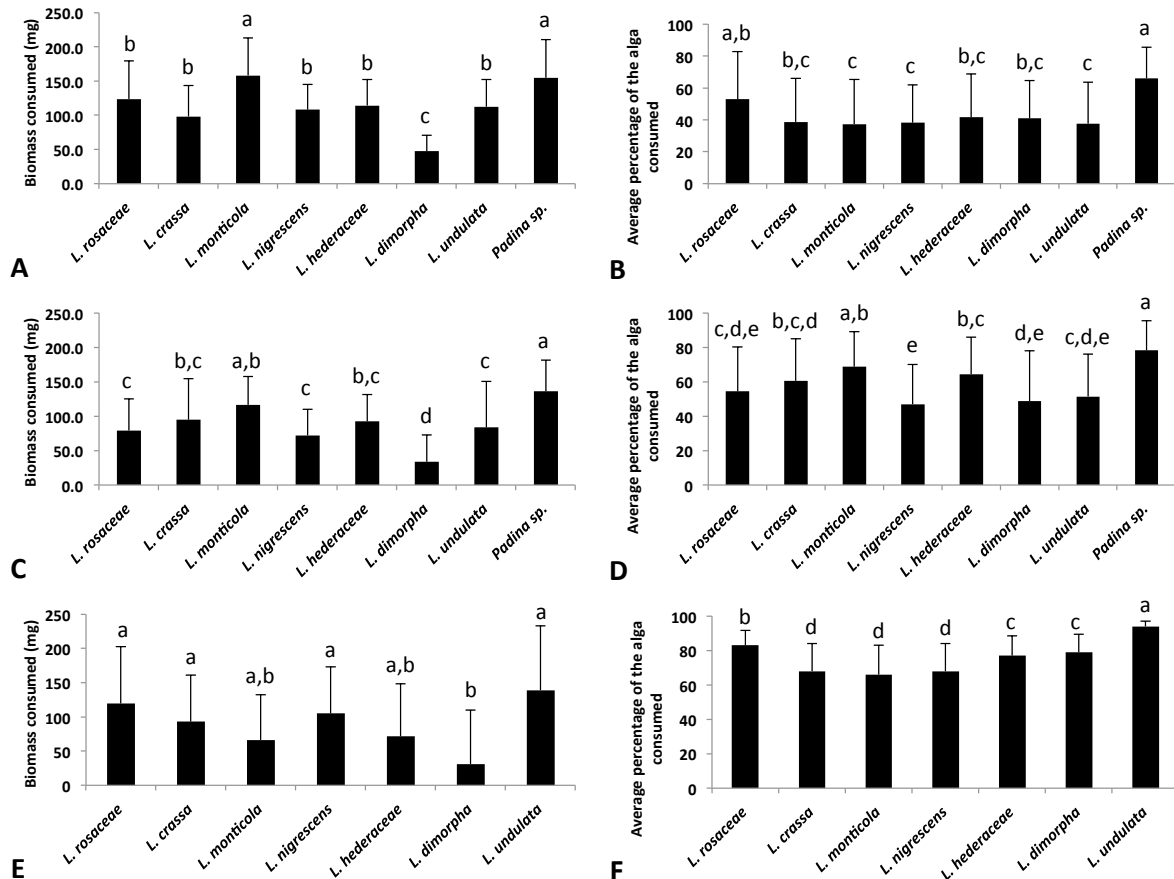 a
a
b b b b b
c
250.0
200.0
150.0
100.0
50.0
0.0
Biomass consumed (mg)
L. rosaceae L. crassa L. monticola L. nigrescens L. hederaceae L. dimorpha L. undulata Padina sp.
A
a,b b,c c c b,c b,c c a
100
80
60
40
20
0
Average percentage of the alga
consumed
L. rosaceae L. crassa L. monticola L. nigrescens L. hederaceae L. dimorpha L. undulata Padina sp.
B
c b,c a,b c b,c d c a
250.0
200.0
150.0
100.0
50.0
0.0
Biomass consumed (mg)
L. rosaceae L. crassa L. monticola L. nigrescens L. hederaceae L. dimorpha L. undulata Padina sp.
C
c,d,e b,c,d a,b e b,c d,e c,d,e a
100
80
60
40
20
0
Average percentage of the alga
consumed
L. rosaceae L. crassa L. monticola L. nigrescens L. hederaceae L. dimorpha L. undulata Padina sp.
D
a a a,b a a,b b a
250
200
150
100
50
0
Biomass consumed (mg)
L. rosaceae L. crassa L. monticola L. nigrescens L. hederaceae L. dimorpha L. undulata
E
b d d d c c a
100
80
60
40
20
0
Average percentage of the alga
consumed
L. rosaceae L. crassa L. monticola L. nigrescens L. hederaceae L. dimorpha L. undulata
F